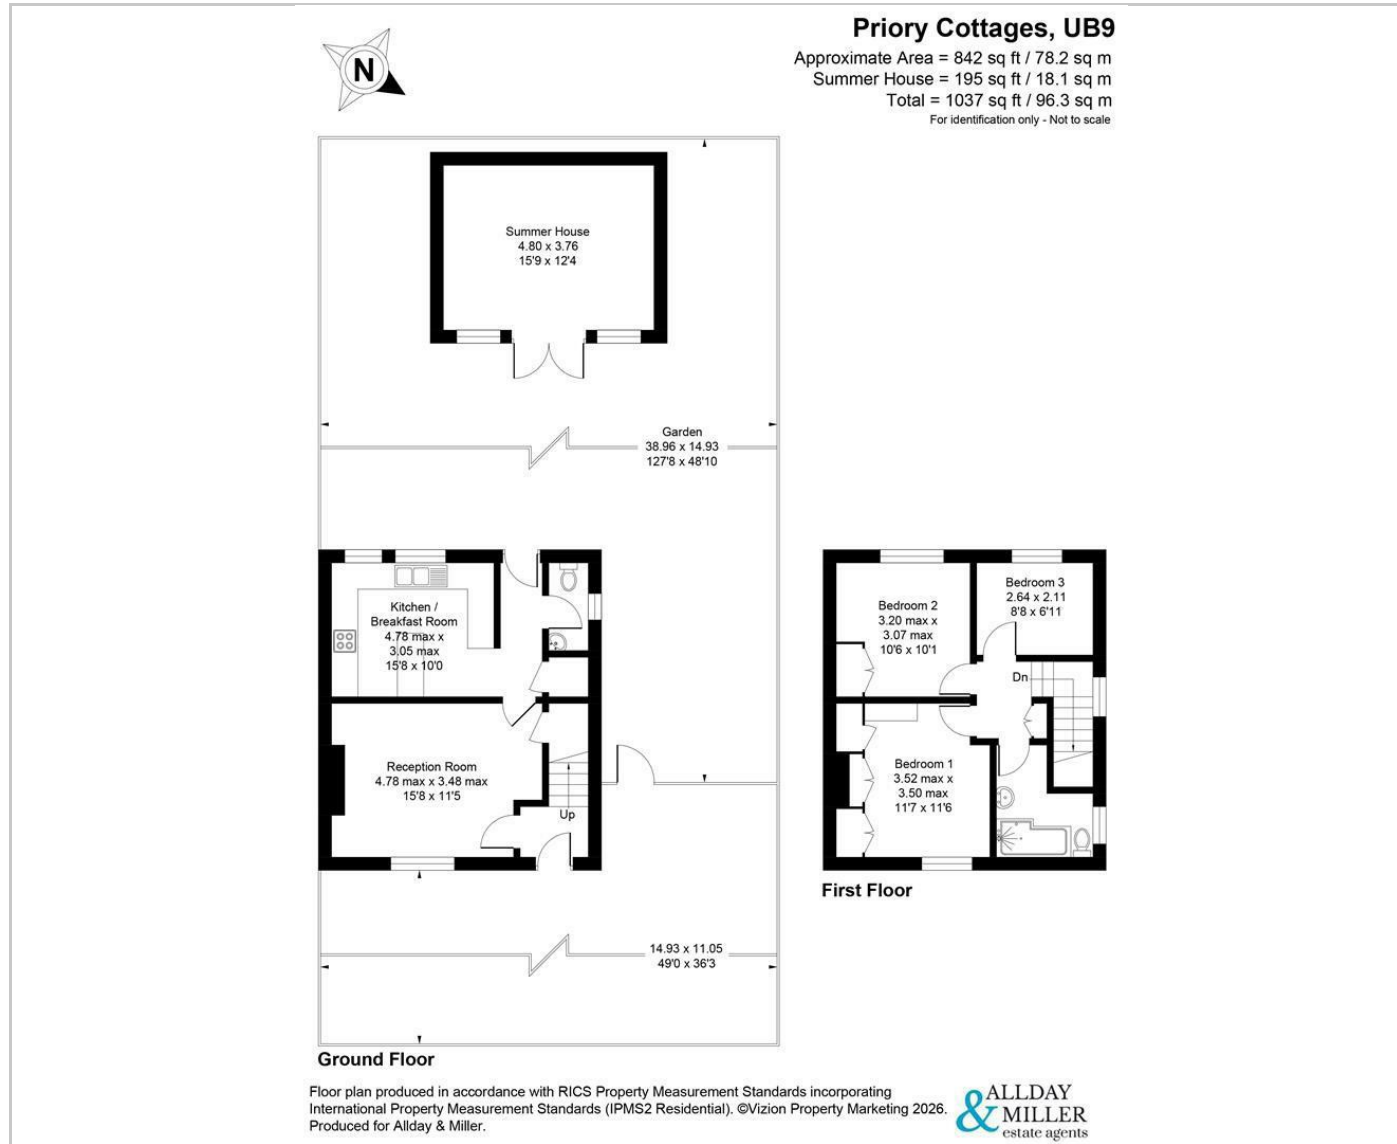 Priory Cottages, UB9
Approximate Area = 842 sq ft / 78.2 sq m
Summer House = 195 sq ft / 18.1 sq m
Total = 1037 sq ft / 96.3 sq m
For identification only - Not to scale
N
Summer House
4.80 x 3.76
15'9 x 12'4
Garden
38.96 x 14.93
127'8 x 48'10
Kitchen /
Breakfast Room
4.78 max x
3.05 max
15'8 x 10'0
Reception Room
4.78 max x 3.48 max
15'8 x 11'5
Up
14.93 x 11.05
49'0 x 36'3
Ground Floor
Bedroom 2
3.20 max x
3.07 max
10'6 x 10'1
Bedroom 3
2.64 x 2.11
8'8 x 6'11
Dn
Bedroom 1
3.52 max x
3.50 max
11'7 x 11'6
First Floor
Floor plan produced in accordance with RICS Property Measurement Standards incorporating
International Property Measurement Standards (IPMS2 Residential). ©Vizion Property Marketing 2026.
Produced for Allday & Miller.
ALLDAY
& MILLER
estate agents